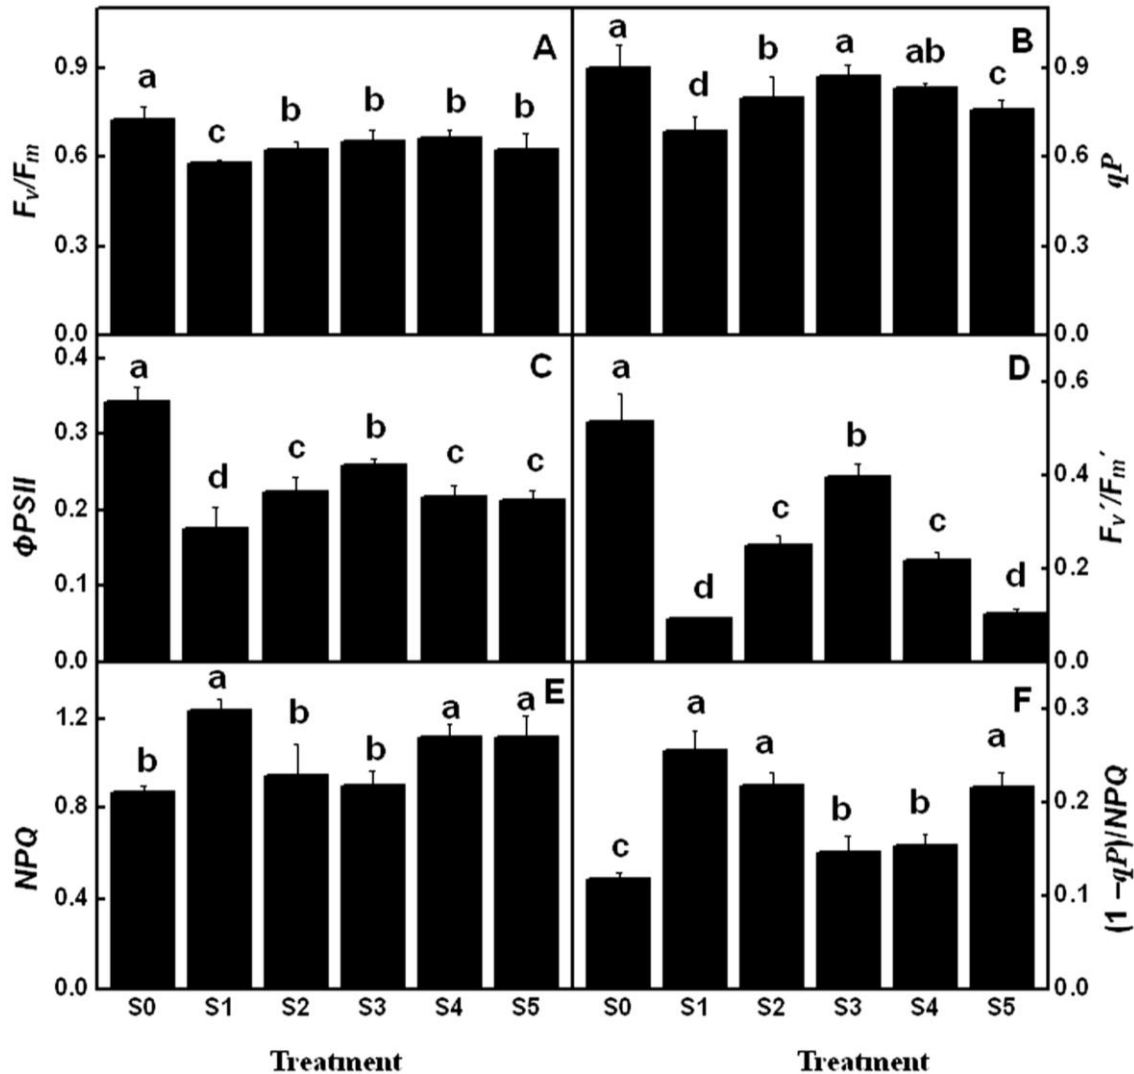 A
a
c
b
b
b
b
0.9
0.6
0.3
0.0
Fv/Fm
B
a
d
b
a
ab
c
0.9
0.6
0.3
0.0
qP
C
a
d
c
b
c
c
0.4
0.3
0.2
0.1
0.0
ΦPSII
D
a
d
c
b
c
d
0.6
0.4
0.2
0.0
Fv´/Fm´
E
b
a
b
b
a
a
1.2
0.8
0.4
0.0
NPQ
S0 S1 S2 S3 S4 S5
Treatment
F
c
a
a
b
b
a
0.3
0.2
0.1
0.0
(1 –qP)/NPQ
S0 S1 S2 S3 S4 S5
Treatment